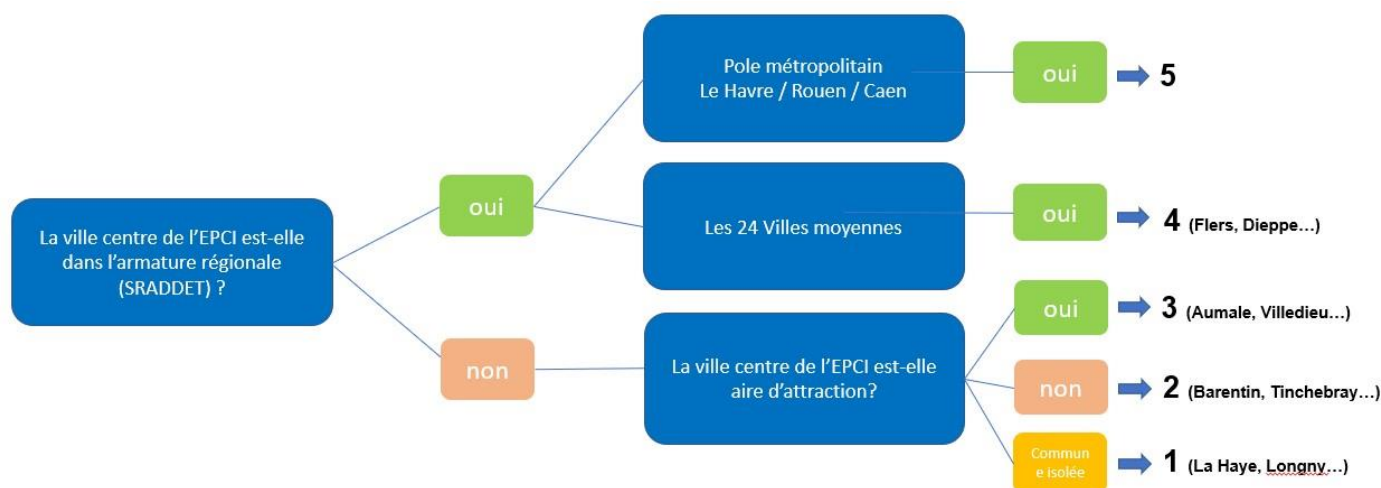 La ville centre de l'EPCI est-elle
dans l'armature régionale
(SRADDET) ?
oui
non
Pole métropolitain
Le Havre / Rouen / Caen
oui
5
Les 24 Villes moyennes
oui
4 (Flers, Dieppe…)
La ville centre de l'EPCI est-elle
aire d'attraction?
oui
3 (Aumale, Villedieu…)
non
2 (Barentin, Tinchebray…)
Commun
e isolée
1 (La Haye, Longny…)